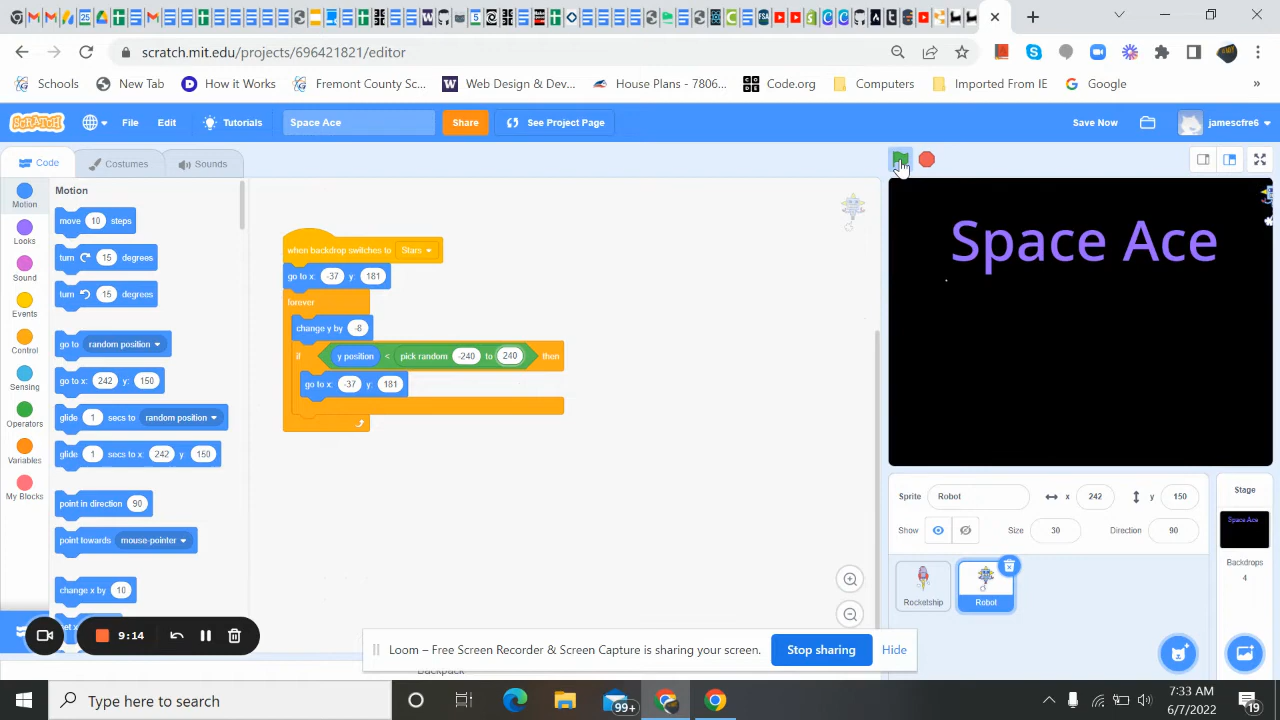 25
5
scratch.mit.edu/projects/696421821/editor
Schools New Tab How it Works Fremont County Sc... Web Design & Dev... House Plans - 7806... Code.org Computers Imported From IE Google »
SCRATCH File Edit Tutorials Space Ace Share See Project Page Save Now jamescfre6
Code Costumes Sounds
Motion
Looks
Sound
Events
Control
Sensing
Operators
Variables
My Blocks
Motion
move 10 steps
turn 15 degrees
turn 15 degrees
go to random position
go to x: 242 y: 150
glide 1 secs to random position
glide 1 secs to x: 242 y: 150
point in direction 90
point towards mouse-pointer
change x by 10
when backdrop switches to Stars
go to x: -37 y: 181
forever
change y by -8
if y position < pick random -240 to 240 then
go to x: -37 y: 181
Space Ace
Sprite Robot x 242 y 150
Show Size 30 Direction 90
Rocketship
Robot
Stage
Space Ace
Backdrops
4
9:14
Loom – Free Screen Recorder & Screen Capture is sharing your screen. Stop sharing Hide
Backpack
Type here to search
99+
7:33 AM
6/7/2022
19